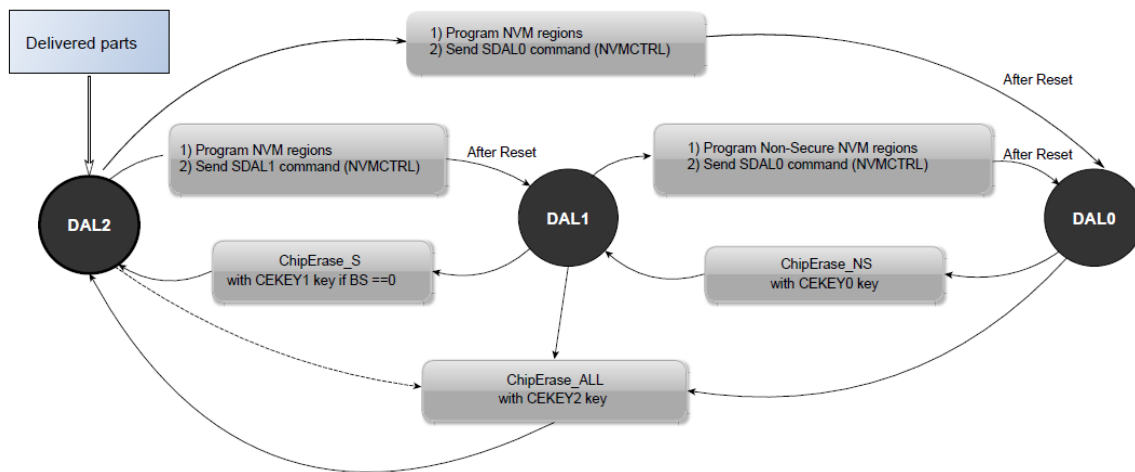 Delivered parts
1) Program NVM regions
2) Send SDAL0 command (NVMCTRL)
After Reset
1) Program NVM regions
2) Send SDAL1 command (NVMCTRL)
After Reset
1) Program Non-Secure NVM regions
2) Send SDAL0 command (NVMCTRL)
After Reset
DAL2
DAL1
DAL0
ChipErase_S
with CEKEY1 key if BS ==0
ChipErase_NS
with CEKEY0 key
ChipErase_ALL
with CEKEY2 key